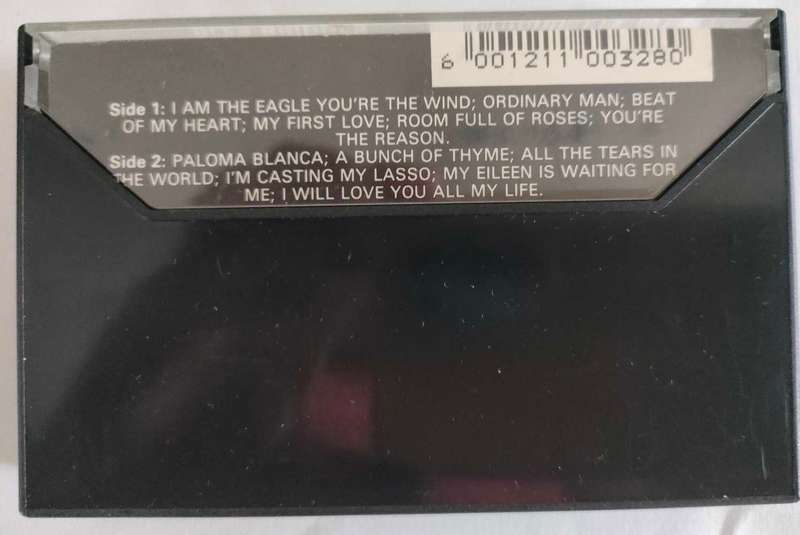 6 001211 003280
Side 1: I AM THE EAGLE YOU'RE THE WIND; ORDINARY MAN; BEAT
OF MY HEART; MY FIRST LOVE; ROOM FULL OF ROSES; YOU'RE
THE REASON.
Side 2: PALOMA BLANCA; A BUNCH OF THYME; ALL THE TEARS IN
THE WORLD; I'M CASTING MY LASSO; MY EILEEN IS WAITING FOR
ME; I WILL LOVE YOU ALL MY LIFE.